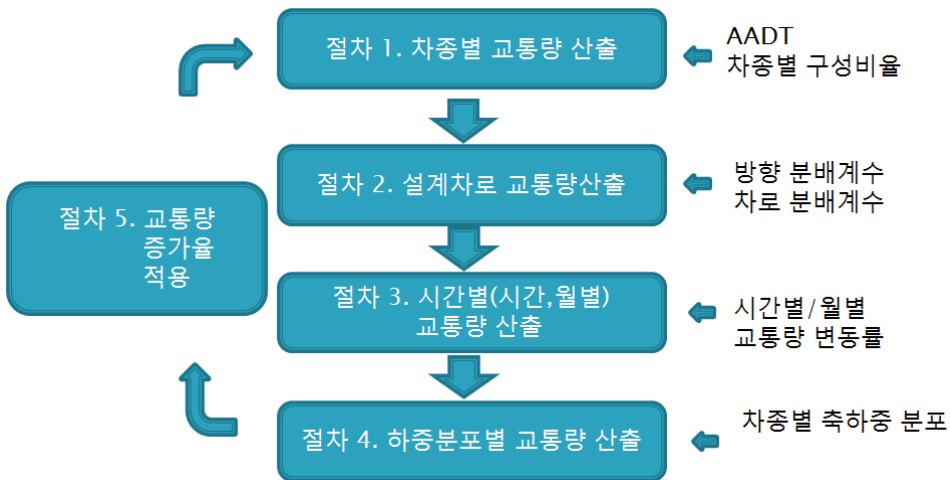 절차 1. 차종별 교통량 산출
AADT
차종별 구성비율
절차 2. 설계차로 교통량산출
방향 분배계수
차로 분배계수
절차 3. 시간별(시간,월별)
교통량 산출
시간별/월별
교통량 변동률
절차 4. 하중분포별 교통량 산출
차종별 축하중 분포
절차 5. 교통량
증가율
적용